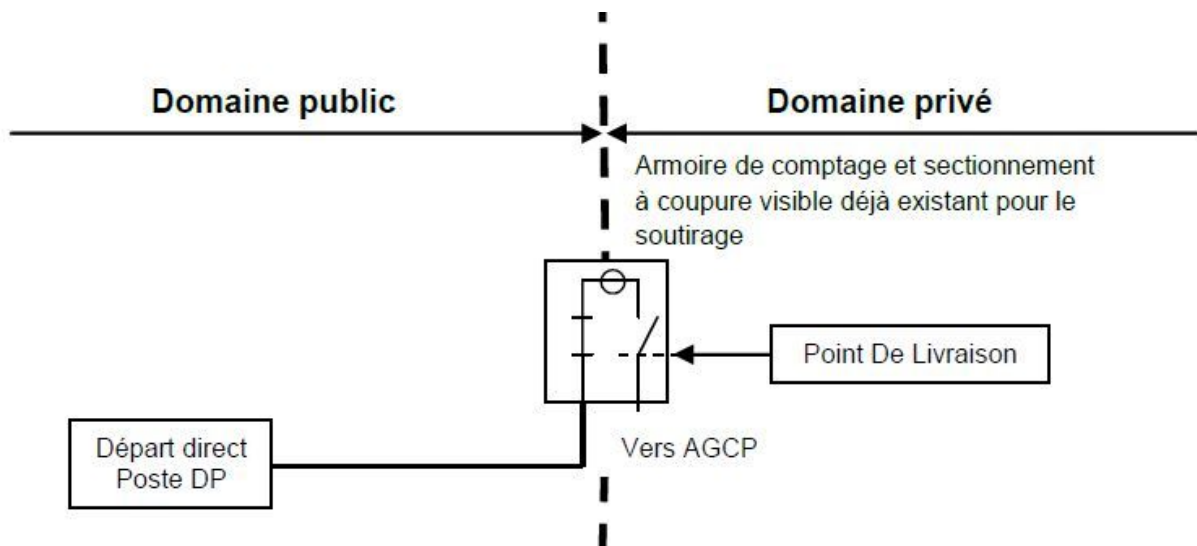 Domaine public
Domaine privé
Armoire de comptage et sectionnement
à coupure visible déjà existant pour le
soutirage
Point De Livraison
Départ direct
Poste DP
Vers AGCP